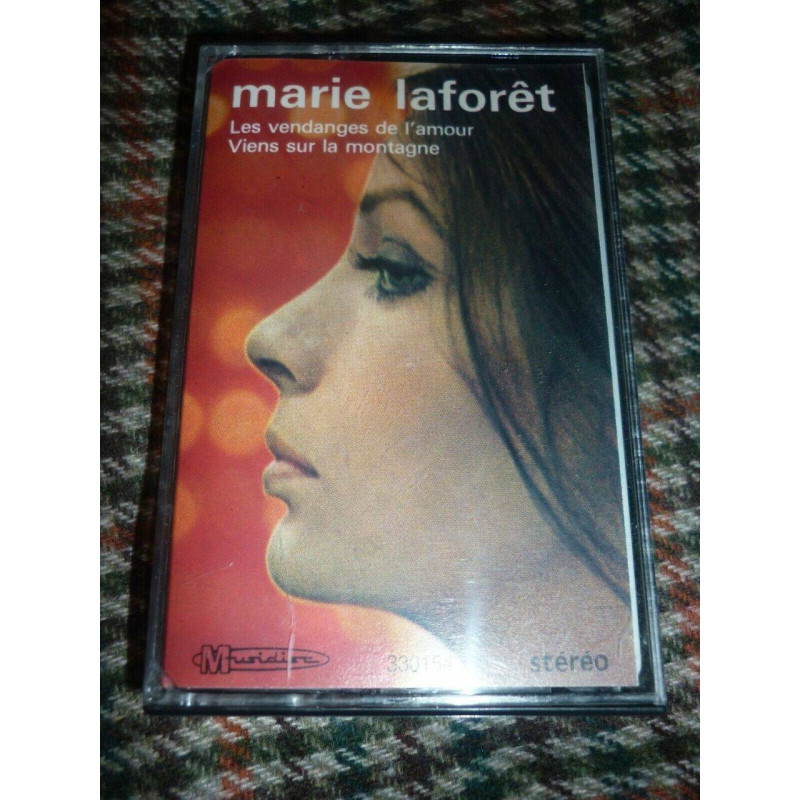 marie laforêt
Les vendanges de l'amour
Viens sur la montagne
Musidisc
stéréo